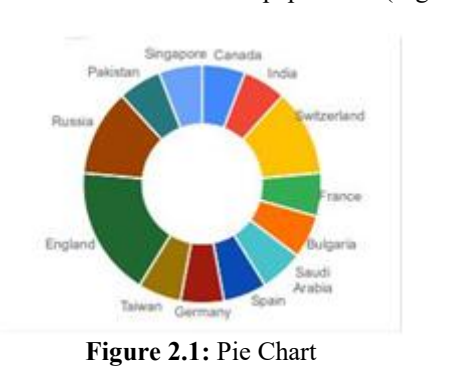 Singapore Canada
Pakistan
India
Russia
Switzerland
France
England
Bulgaria
Saudi
Arabia
Taiwan
Germany
Spain
Figure 2.1: Pie Chart